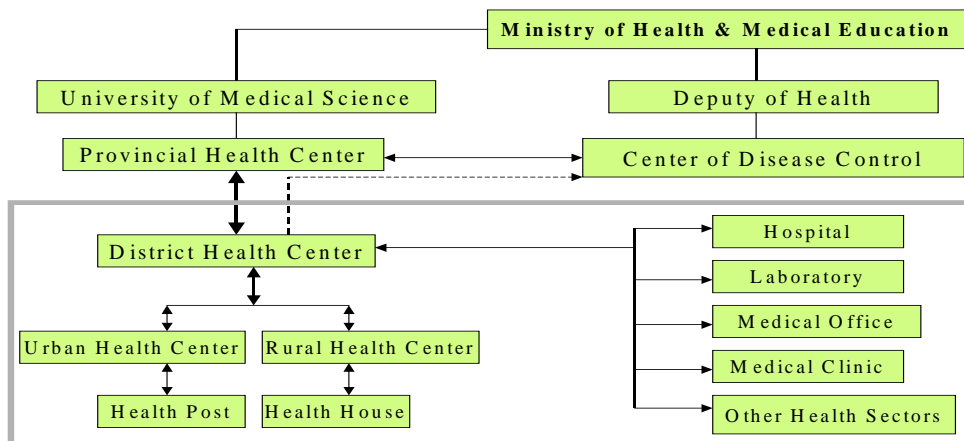 Ministry of Health & Medical Education
University of Medical Science
Deputy of Health
Provincial Health Center
Center of Disease Control
District Health Center
Hospital
Laboratory
Medical Office
Medical Clinic
Other Health Sectors
Urban Health Center
Rural Health Center
Health Post
Health House